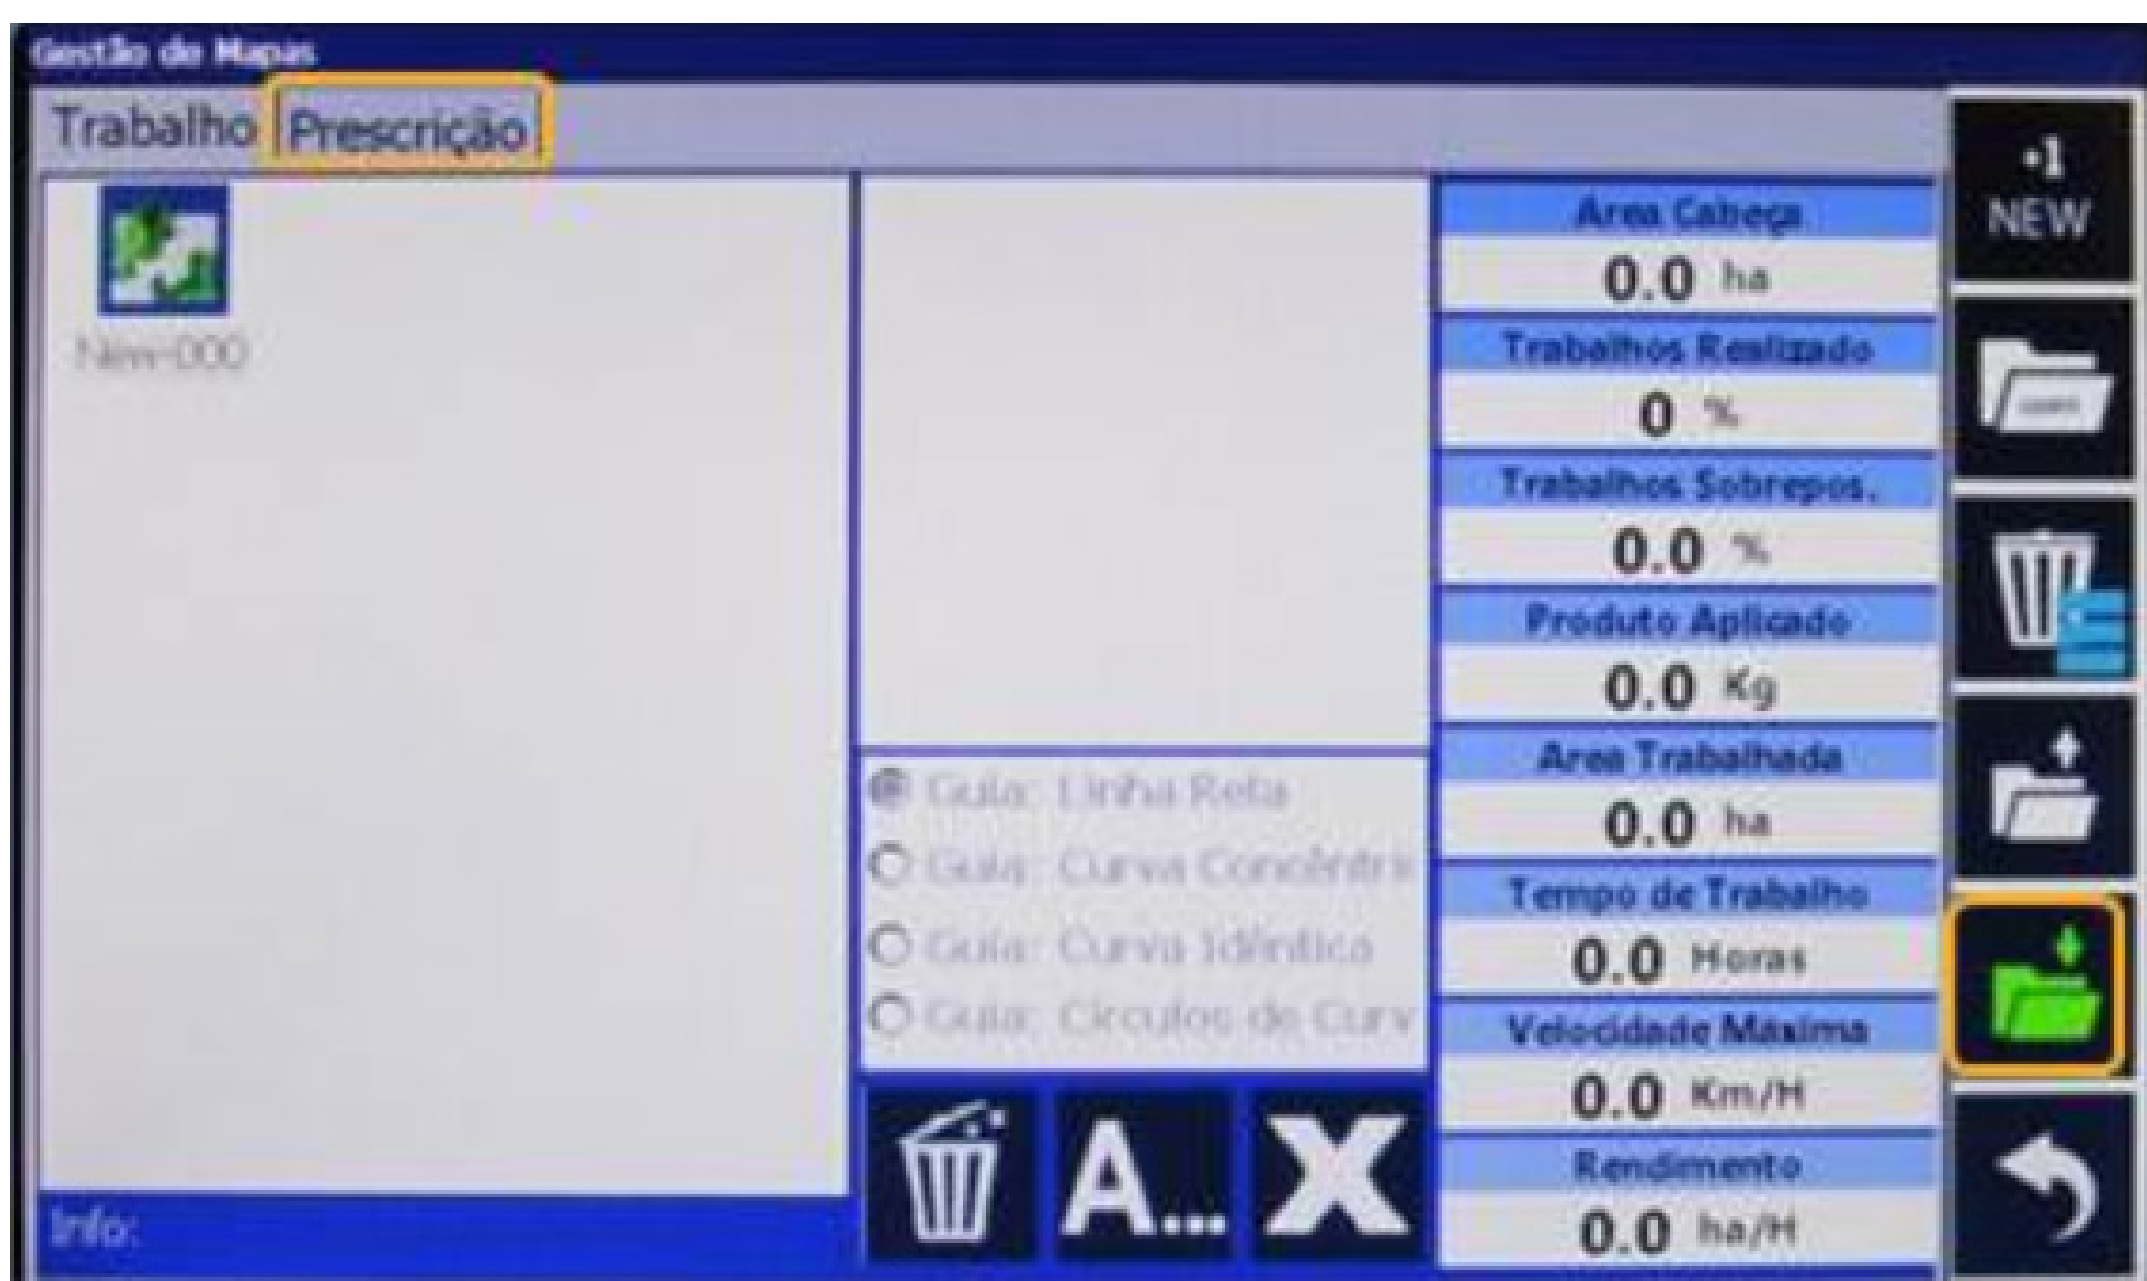 Gestão de Mapas
Trabalho
Prescrição
New-000
Info:
Guia: Linha Reta
Guia: Curva Concêntric
Guia: Curva Idêntica
Guia: Círculos de Curv
A...
X
Area Cabeça
0.0 ha
Trabalhos Realizado
0 %
Trabalhos Sobrepos.
0.0 %
Produto Aplicado
0.0 Kg
Area Trabalhada
0.0 ha
Tempo de Trabalho
0.0 Horas
Velocidade Máxima
0.0 Km/H
Rendimento
0.0 ha/H
+1
NEW